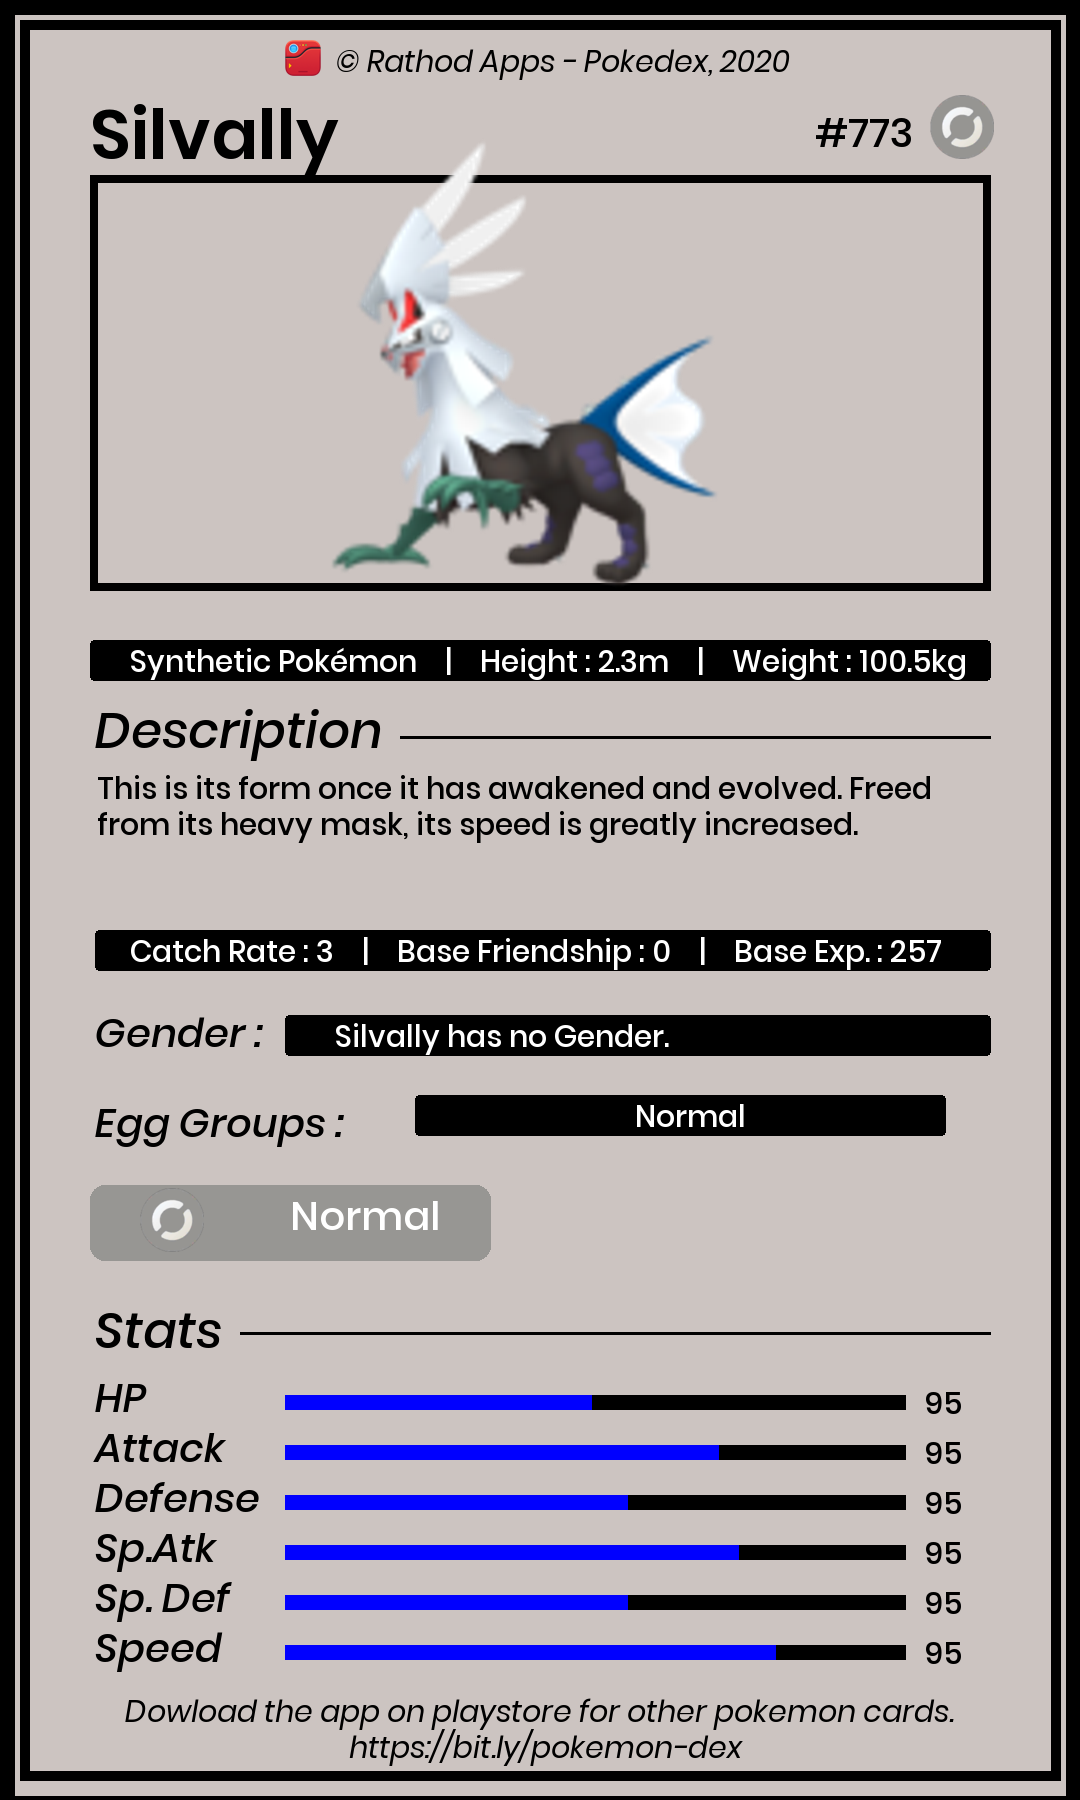 © Rathod Apps - Pokedex, 2020
Silvally
#773
Synthetic Pokémon | Height : 2.3m | Weight : 100.5kg
Description
This is its form once it has awakened and evolved. Freed
from its heavy mask, its speed is greatly increased.
Catch Rate : 3 | Base Friendship : 0 | Base Exp. : 257
Gender : Silvally has no Gender.
Egg Groups : Normal
Normal
Stats
HP 95
Attack 95
Defense 95
Sp.Atk 95
Sp. Def 95
Speed 95
Dowload the app on playstore for other pokemon cards.
https://bit.ly/pokemon-dex